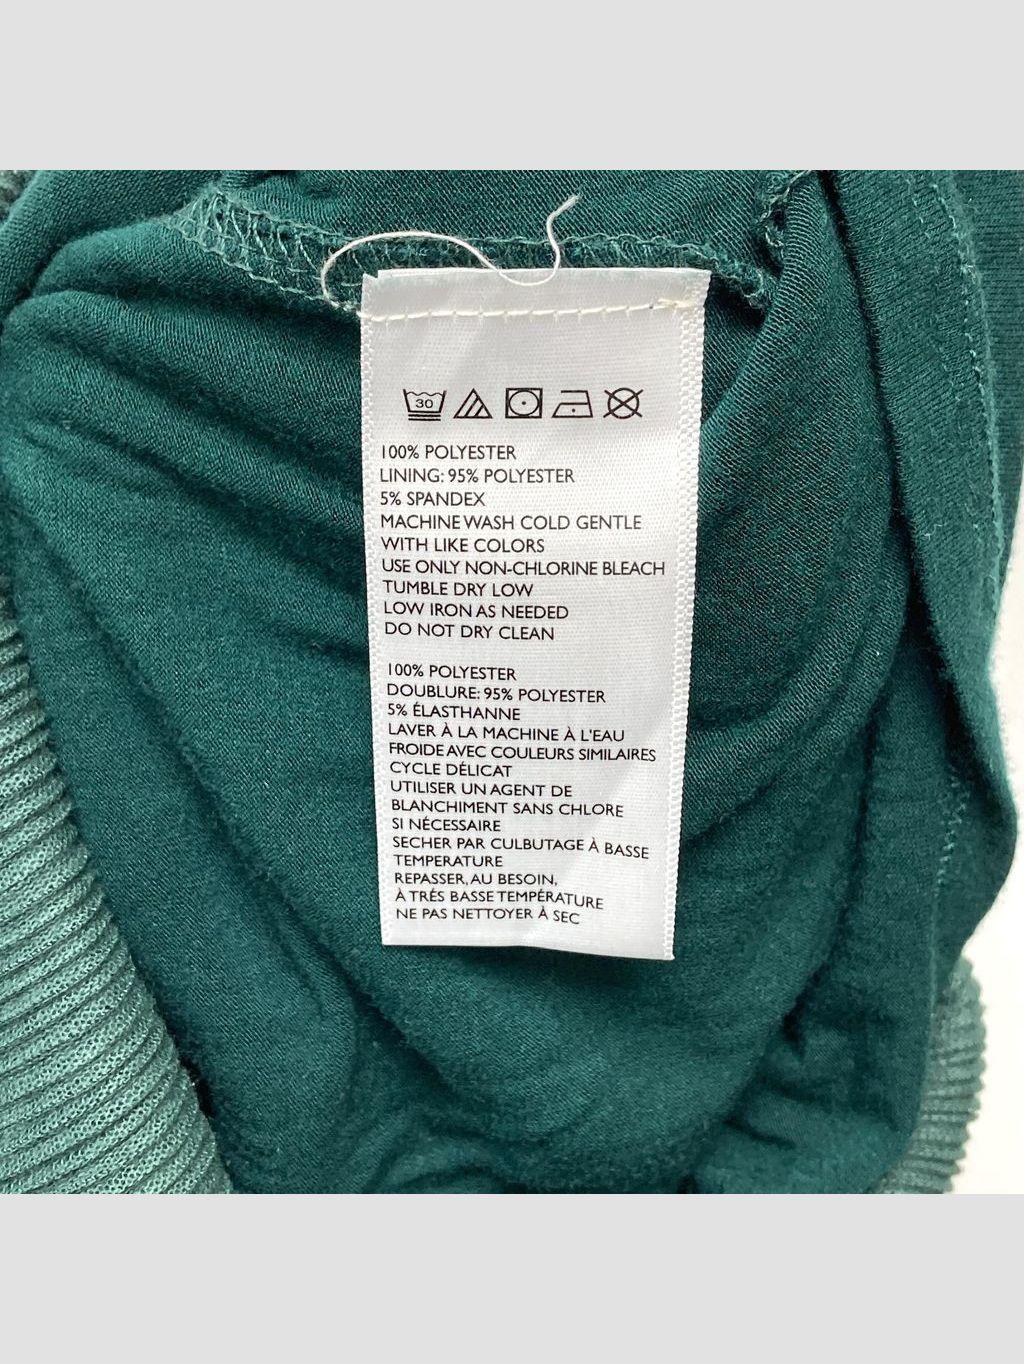 30
100% POLYESTER
LINING: 95% POLYESTER
5% SPANDEX
MACHINE WASH COLD GENTLE
WITH LIKE COLORS
USE ONLY NON-CHLORINE BLEACH
TUMBLE DRY LOW
LOW IRON AS NEEDED
DO NOT DRY CLEAN
100% POLYESTER
DOUBLURE: 95% POLYESTER
5% ÉLASTHANNE
LAVER À LA MACHINE À L'EAU
FROIDE AVEC COULEURS SIMILAIRES
CYCLE DÉLICAT
UTILISER UN AGENT DE
BLANCHIMENT SANS CHLORE
SI NÉCESSAIRE
SECHER PAR CULBUTAGE À BASSE
TEMPERATURE
REPASSER, AU BESOIN,
À TRÉS BASSE TEMPÉRATURE
NE PAS NETTOYER À SEC